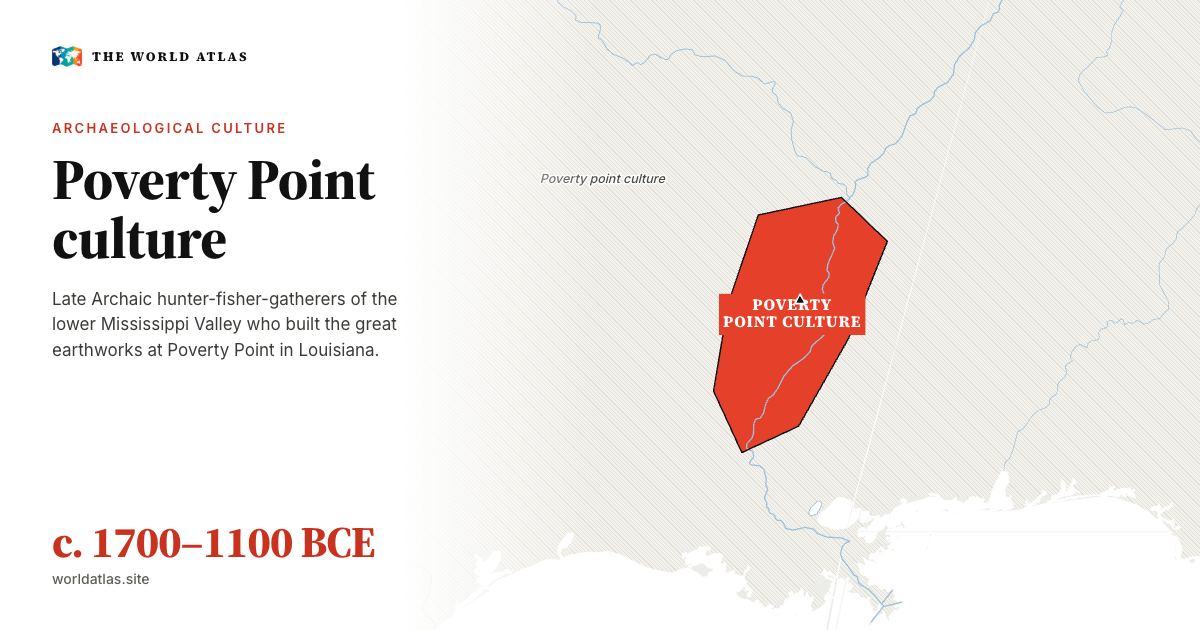 THE WORLD ATLAS
ARCHAEOLOGICAL CULTURE
Poverty Point
culture
Late Archaic hunter-fisher-gatherers of the
lower Mississippi Valley who built the great
earthworks at Poverty Point in Louisiana.
c. 1700–1100 BCE
worldatlas.site
Poverty point culture
POVERTY
POINT CULTURE